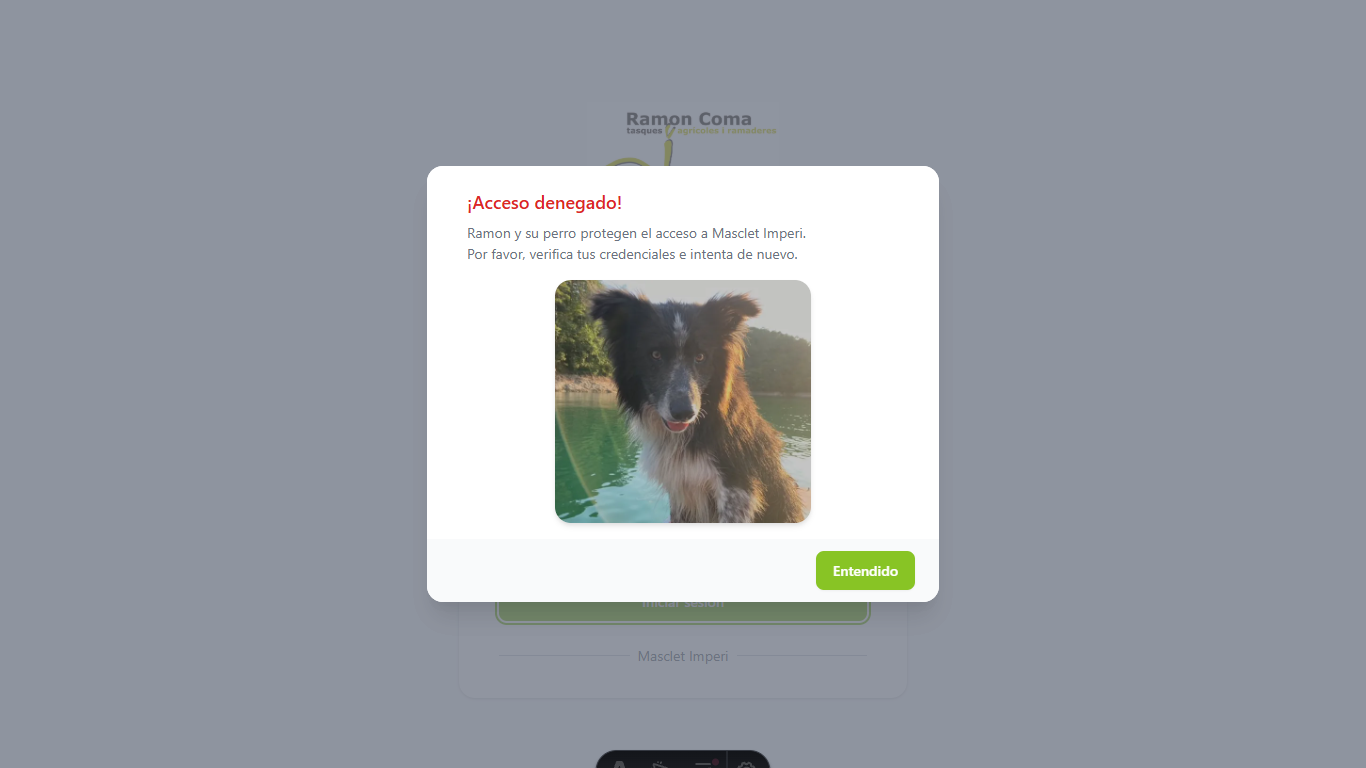 Ramon Coma
tasques agrícoles i ramaderes
¡Acceso denegado!
Ramon y su perro protegen el acceso a Masclet Imperi.
Por favor, verifica tus credenciales e intenta de nuevo.
Entendido
Iniciar sesión
Masclet Imperi